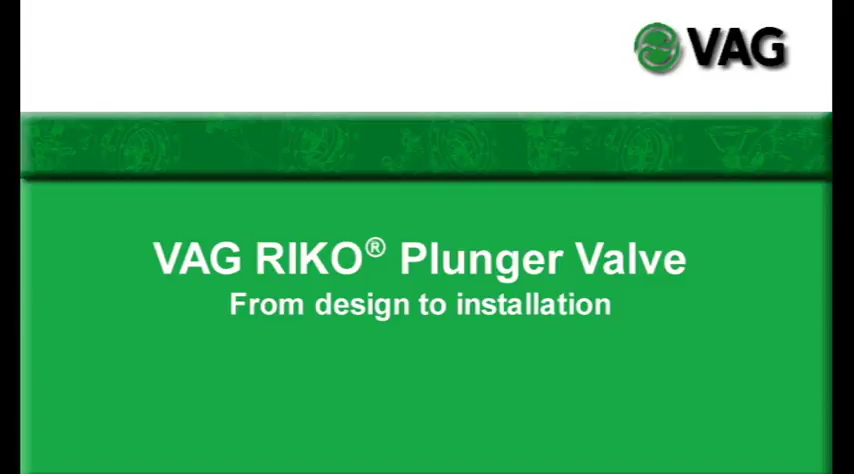 VAG
VAG RIKO® Plunger Valve
From design to installation